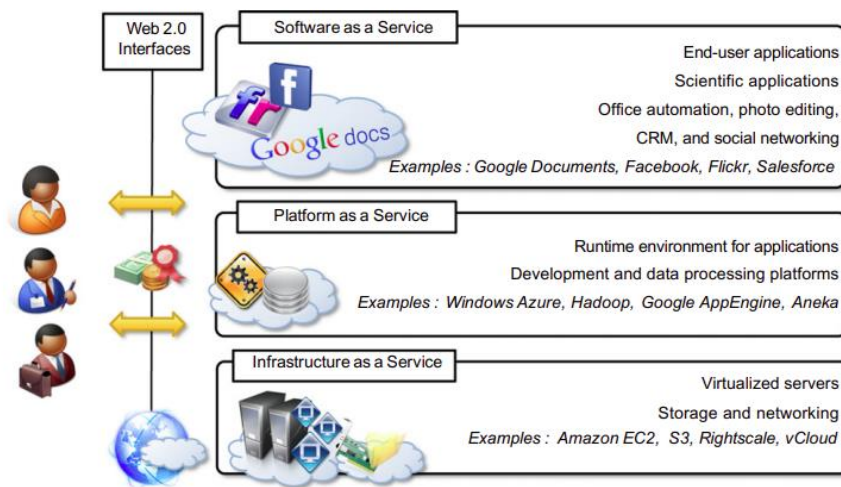 Web 2.0
Interfaces
Software as a Service
End-user applications
Scientific applications
Office automation, photo editing,
CRM, and social networking
Examples : Google Documents, Facebook, Flickr, Salesforce
fr
f
Google docs
Platform as a Service
Runtime environment for applications
Development and data processing platforms
Examples : Windows Azure, Hadoop, Google AppEngine, Aneka
Infrastructure as a Service
Virtualized servers
Storage and networking
Examples : Amazon EC2, S3, Rightscale, vCloud